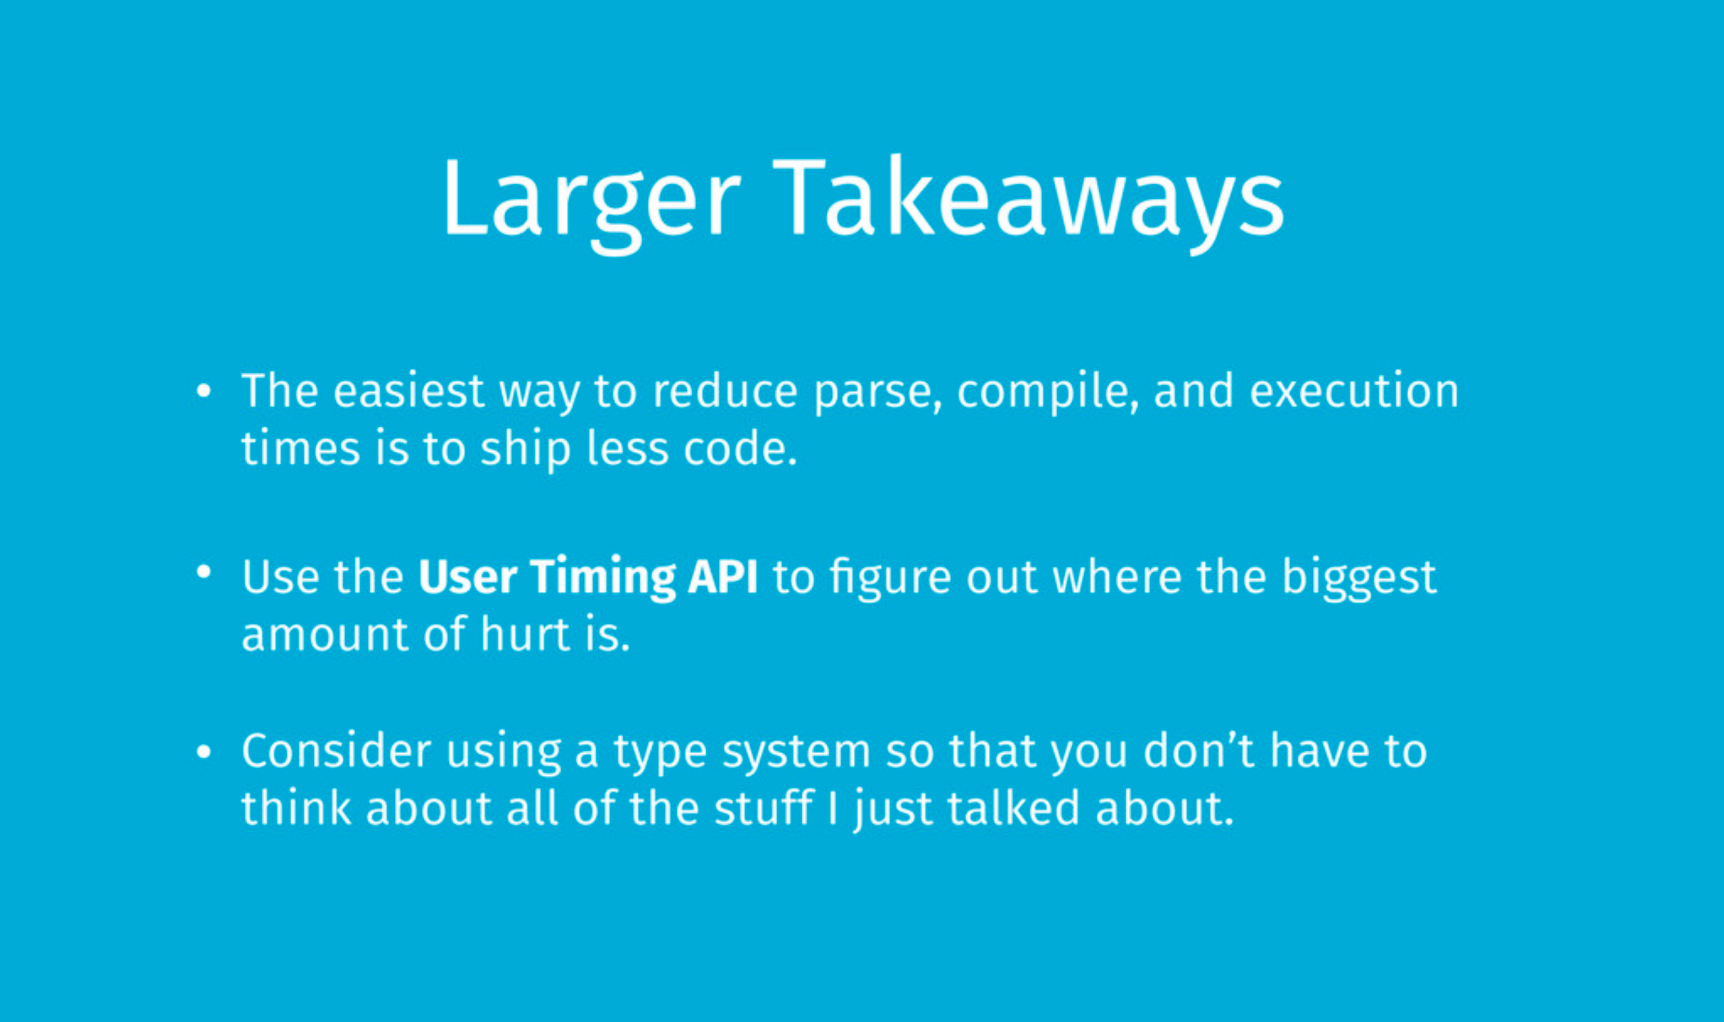 Larger Takeaways
• The easiest way to reduce parse, compile, and execution
times is to ship less code.
• Use the User Timing API to figure out where the biggest
amount of hurt is.
• Consider using a type system so that you don’t have to
think about all of the stuff I just talked about.